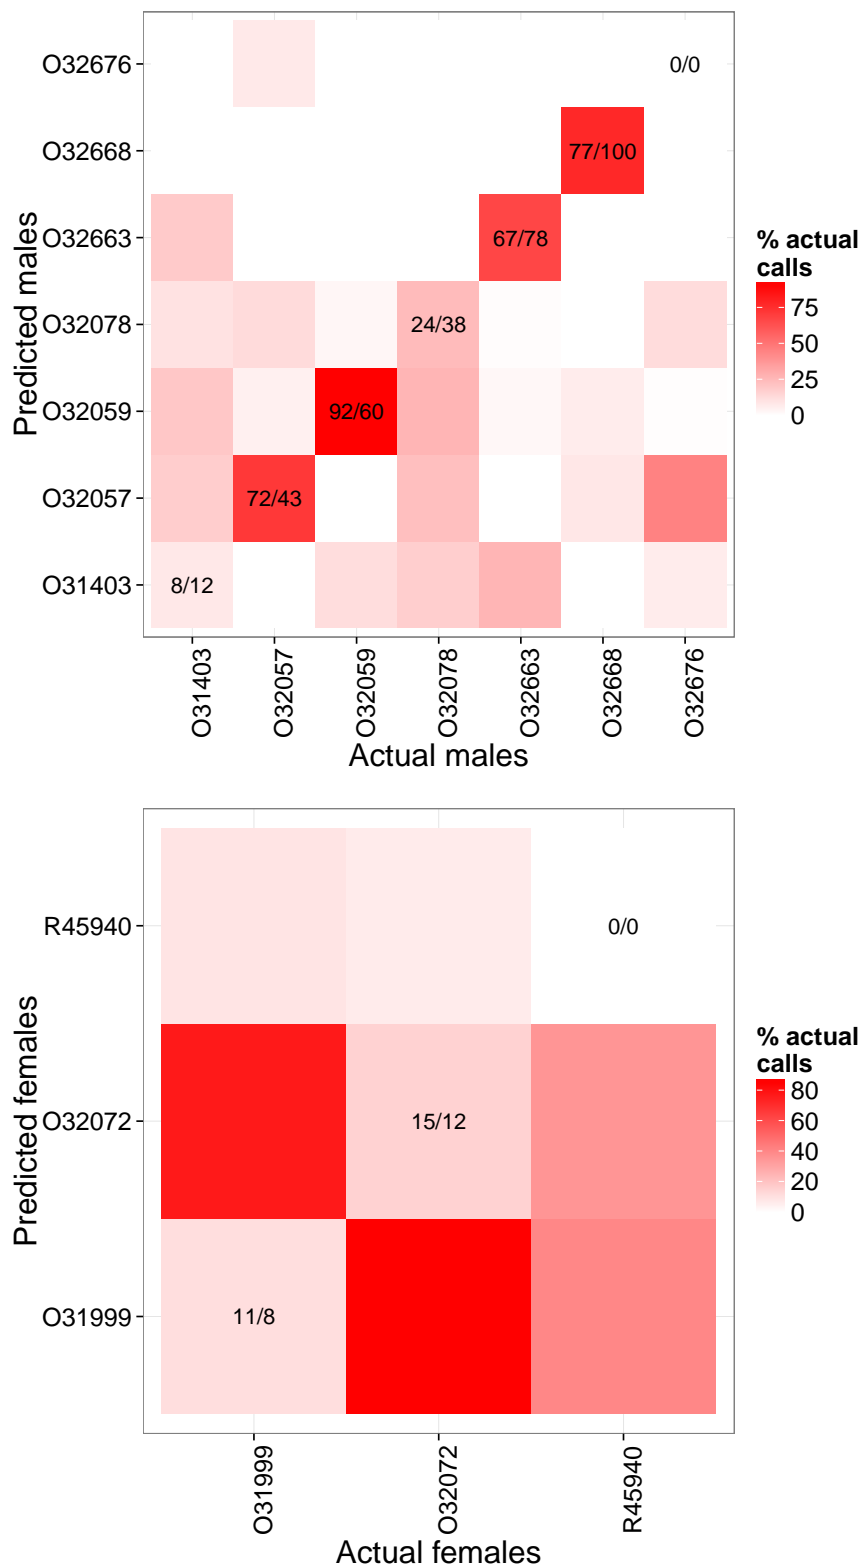 O32676
0/0
O32668
77/100
O32663
67/78
O32078
24/38
O32059
92/60
O32057
72/43
O31403
8/12
Predicted males
O31403
O32057
O32059
O32078
O32663
O32668
O32676
Actual males
% actual
calls
75
50
25
0
R45940
0/0
O32072
15/12
O31999
11/8
Predicted females
O31999
O32072
R45940
Actual females
% actual
calls
80
60
40
20
0